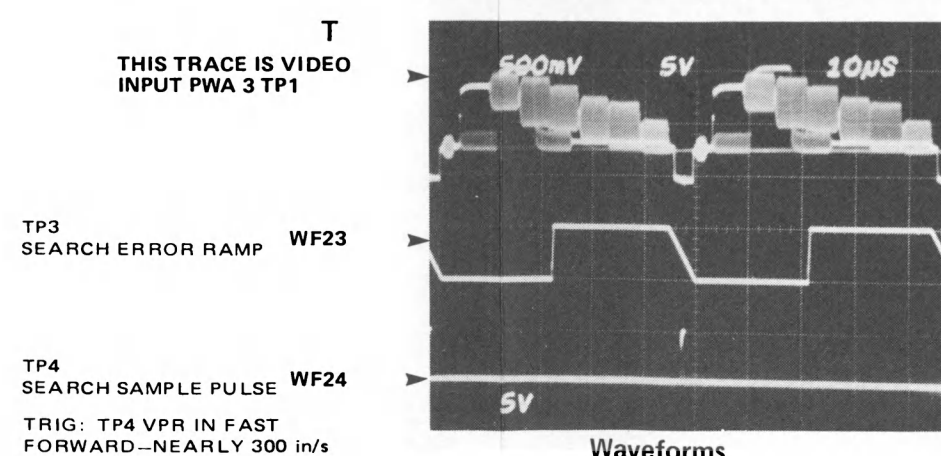 T
THIS TRACE IS VIDEO
INPUT PWA 3 TP1
500mV 5V 10µS
TP3
SEARCH ERROR RAMP WF23
TP4
SEARCH SAMPLE PULSE WF24
5V
TRIG: TP4 VPR IN FAST
FORWARD—NEARLY 300 in/s
Waveforms